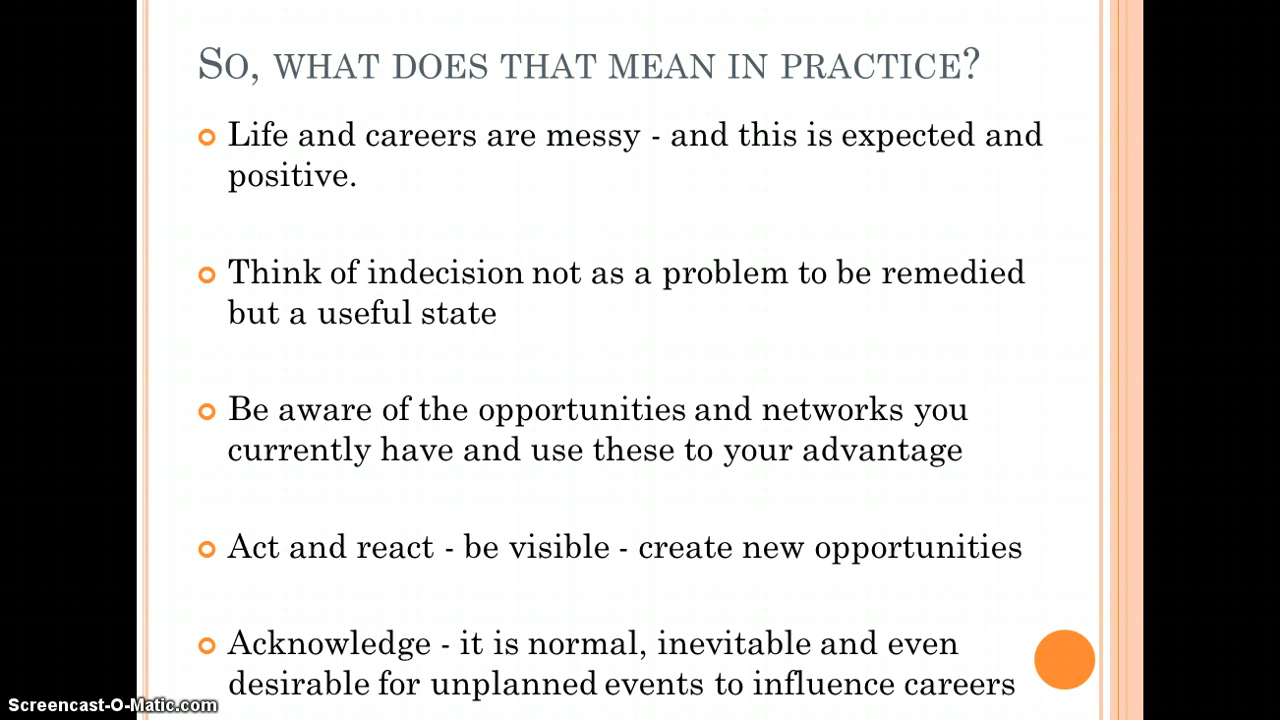 So, what does that mean in practice?
Life and careers are messy - and this is expected and
positive.
Think of indecision not as a problem to be remedied
but a useful state
Be aware of the opportunities and networks you
currently have and use these to your advantage
Act and react - be visible - create new opportunities
Acknowledge - it is normal, inevitable and even
desirable for unplanned events to influence careers
Screencast-O-Matic.com